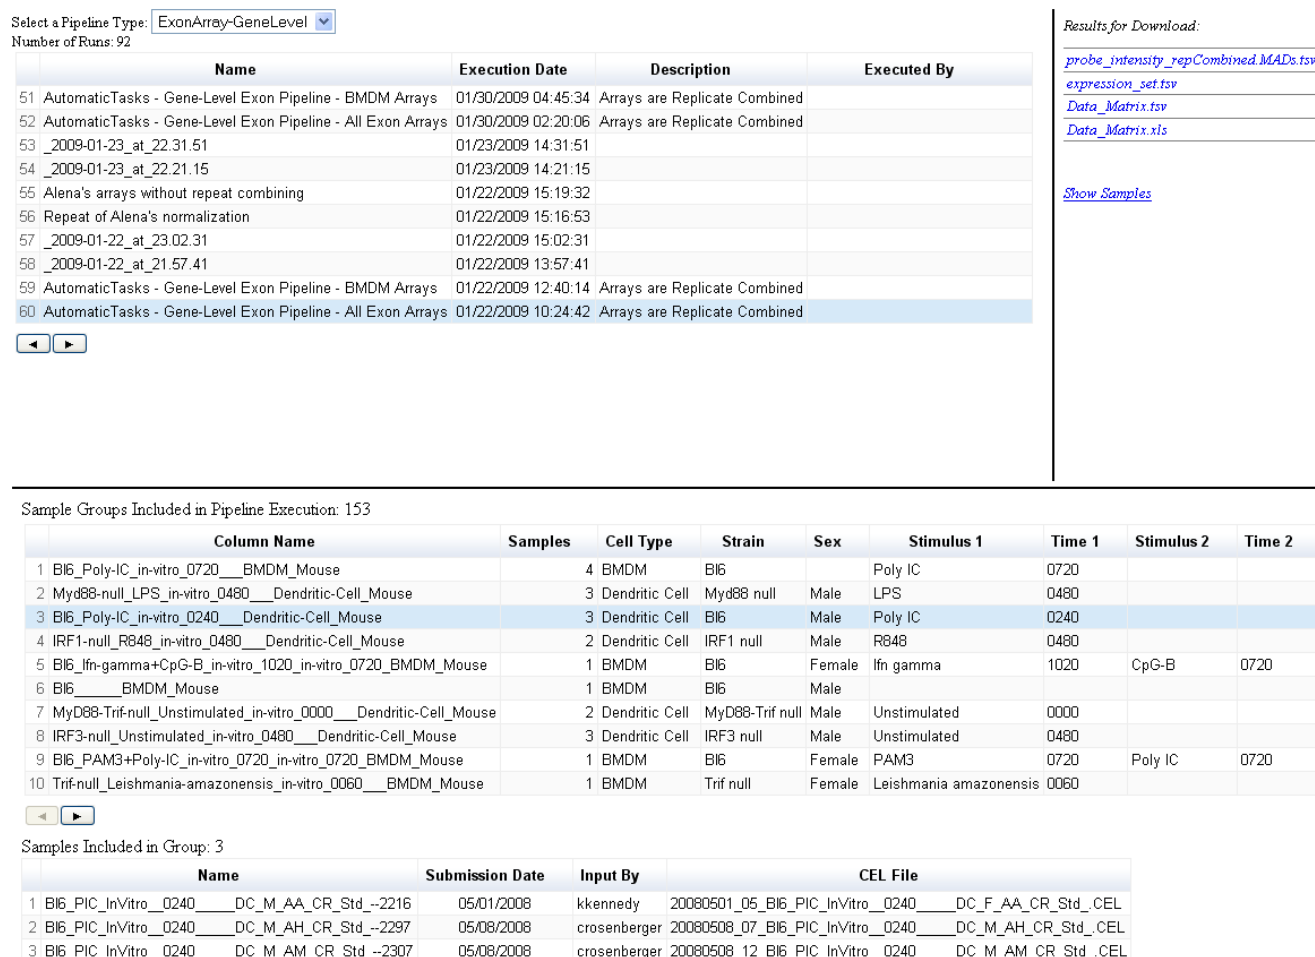 Select a Pipeline Type: ExonArray-GeneLevel
Number of Runs: 92
Name Execution Date Description Executed By
51 AutomaticTasks - Gene-Level Exon Pipeline - BMDM Arrays 01/30/2009 04:45:34 Arrays are Replicate Combined
52 AutomaticTasks - Gene-Level Exon Pipeline - All Exon Arrays 01/30/2009 02:20:06 Arrays are Replicate Combined
53 _2009-01-23_at_22.31.51 01/23/2009 14:31:51
54 _2009-01-23_at_22.21.15 01/23/2009 14:21:15
55 Alena's arrays without repeat combining 01/22/2009 15:19:32
56 Repeat of Alena's normalization 01/22/2009 15:16:53
57 _2009-01-22_at_23.02.31 01/22/2009 15:02:31
58 _2009-01-22_at_21.57.41 01/22/2009 13:57:41
59 AutomaticTasks - Gene-Level Exon Pipeline - BMDM Arrays 01/22/2009 12:40:14 Arrays are Replicate Combined
60 AutomaticTasks - Gene-Level Exon Pipeline - All Exon Arrays 01/22/2009 10:24:42 Arrays are Replicate Combined
Results for Download:
probe_intensity_repCombined.MADs.tsv
expression_set.tsv
Data_Matrix.tsv
Data_Matrix.xls
Show Samples
Sample Groups Included in Pipeline Execution: 153
Column Name Samples Cell Type Strain Sex Stimulus 1 Time 1 Stimulus 2 Time 2
1 Bl6_Poly-IC_in-vitro_0720___BMDM_Mouse 4 BMDM Bl6 Poly IC 0720
2 Myd88-null_LPS_in-vitro_0480___Dendritic-Cell_Mouse 3 Dendritic Cell Myd88 null Male LPS 0480
3 Bl6_Poly-IC_in-vitro_0240___Dendritic-Cell_Mouse 3 Dendritic Cell Bl6 Male Poly IC 0240
4 IRF1-null_R848_in-vitro_0480___Dendritic-Cell_Mouse 2 Dendritic Cell IRF1 null Male R848 0480
5 Bl6_Ifn-gamma+CpG-B_in-vitro_1020_in-vitro_0720_BMDM_Mouse 1 BMDM Bl6 Female Ifn gamma 1020 CpG-B 0720
6 Bl6______BMDM_Mouse 1 BMDM Bl6 Male
7 MyD88-Trif-null_Unstimulated_in-vitro_0000___Dendritic-Cell_Mouse 2 Dendritic Cell MyD88-Trif null Male Unstimulated 0000
8 IRF3-null_Unstimulated_in-vitro_0480___Dendritic-Cell_Mouse 3 Dendritic Cell IRF3 null Male Unstimulated 0480
9 Bl6_PAM3+Poly-IC_in-vitro_0720_in-vitro_0720_BMDM_Mouse 1 BMDM Bl6 Female PAM3 0720 Poly IC 0720
10 Trif-null_Leishmania-amazonensis_in-vitro_0060___BMDM_Mouse 1 BMDM Trif null Female Leishmania amazonensis 0060
Samples Included in Group: 3
Name Submission Date Input By CEL File
1 Bl6_PIC_InVitro__0240_____DC_M_AA_CR_Std_--2216 05/01/2008 kkennedy 20080501_05_Bl6_PIC_InVitro__0240_____DC_F_AA_CR_Std_.CEL
2 Bl6_PIC_InVitro__0240_____DC_M_AH_CR_Std_--2297 05/08/2008 crosenberger 20080508_07_Bl6_PIC_InVitro__0240_____DC_M_AH_CR_Std_.CEL
3 Bl6_PIC_InVitro__0240_____DC_M_AM_CR_Std_--2307 05/08/2008 crosenberger 20080508_12_Bl6_PIC_InVitro__0240_____DC_M_AM_CR_Std_.CEL